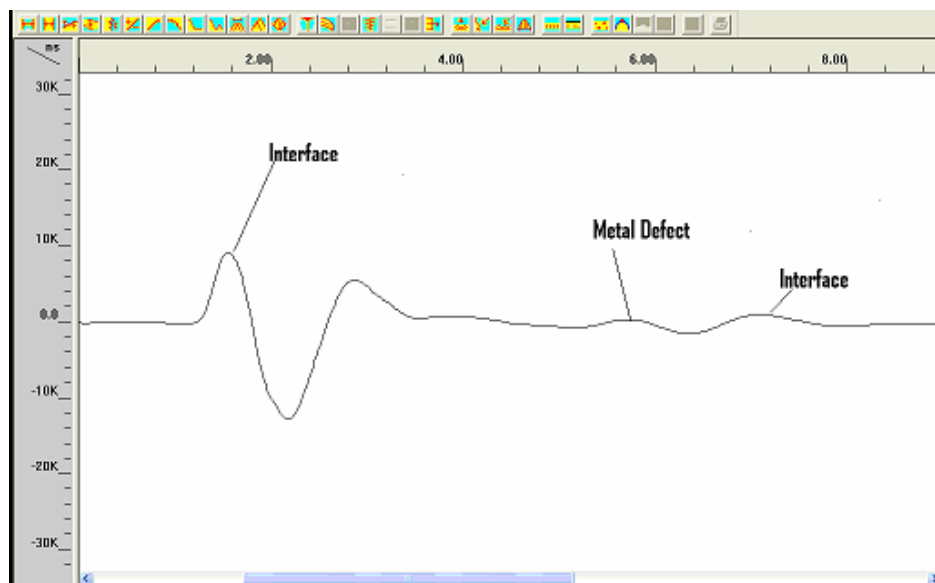 ms
2.00 4.00 6.00 8.00
30K
20K
10K
0.0
-10K
-20K
-30K
Interface
Metal Defect
Interface